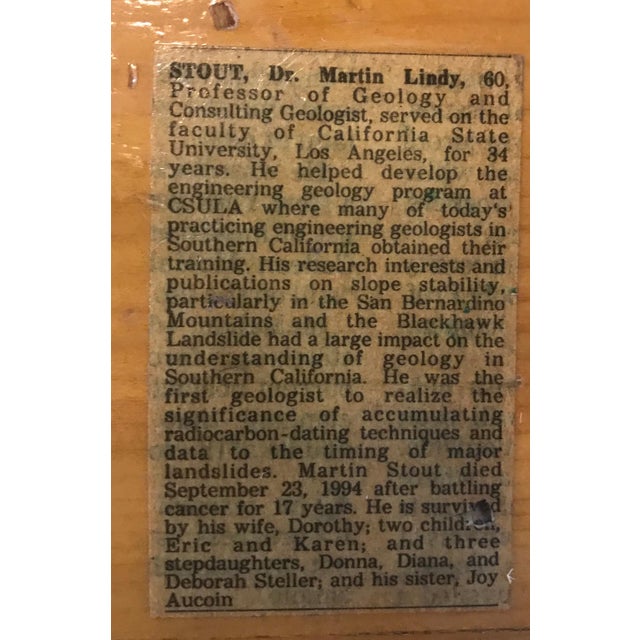 STOUT, Dr. Martin Lindy, 60,
Professor of Geology and
Consulting Geologist, served on the
faculty of California State
University, Los Angeles, for 34
years. He helped develop the
engineering geology program at
CSULA where many of today's
practicing engineering geologists in
Southern California obtained their
training. His research interests and
publications on slope stability,
particularly in the San Bernardino
Mountains and the Blackhawk
Landslide had a large impact on the
understanding of geology in
Southern California. He was the
first geologist to realize the
significance of accumulating
radiocarbon-dating techniques and
data to the timing of major
landslides. Martin Stout died
September 23, 1994 after battling
cancer for 17 years. He is survived
by his wife, Dorothy; two children,
Eric and Karen; and three
stepdaughters, Donna, Diana, and
Deborah Steller; and his sister, Joy
Aucoin